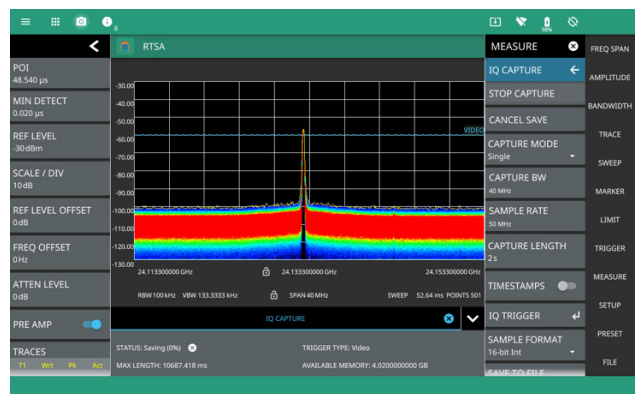 6
98%
RTSA
MEASURE
FREQ SPAN
AMPLITUDE
BANDWIDTH
TRACE
SWEEP
MARKER
LIMIT
TRIGGER
MEASURE
SETUP
PRESET
FILE
POI
48.540 µs
MIN DETECT
0.020 µs
REF LEVEL
-30 dBm
SCALE / DIV
10 dB
REF LEVEL OFFSET
0 dB
FREQ OFFSET
0 Hz
ATTEN LEVEL
0 dB
PRE AMP
TRACES
T1 Wrt Pk Act
-30.00
-40.00
-50.00
VIDEO
-60.00
-70.00
-80.00
-90.00
-100.00
-110.00
-120.00
-130.00
24.113300000 GHz 24.133300000 GHz 24.153300000 GHz
RBW 100 kHz VBW 133.3333 kHz SPAN 40 MHz SWEEP 52.64 ms POINTS 501
IQ CAPTURE
STATUS: Saving (0%) TRIGGER TYPE: Video
MAX LENGTH: 10687.418 ms AVAILABLE MEMORY: 4.0200000000 GB
IQ CAPTURE
STOP CAPTURE
CANCEL SAVE
CAPTURE MODE
Single
CAPTURE BW
40 MHz
SAMPLE RATE
50 MHz
CAPTURE LENGTH
2 s
TIMESTAMPS
IQ TRIGGER
SAMPLE FORMAT
16-bit Int
SAVE TO FILE